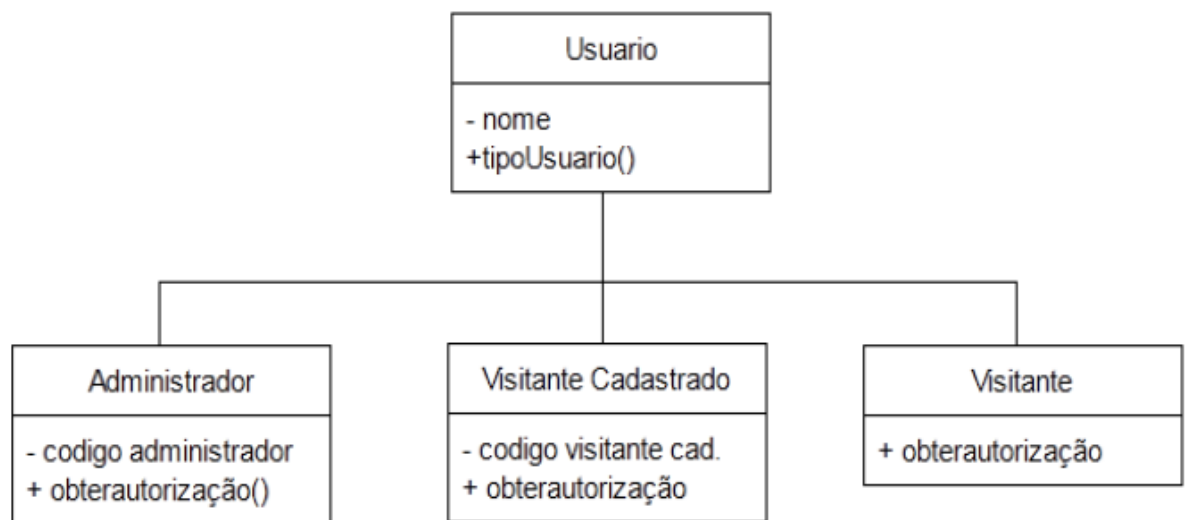 Usuario
- nome
+tipoUsuario()
Administrador
- codigo administrador
+ obterautorização()
Visitante Cadastrado
- codigo visitante cad.
+ obterautorização
Visitante
+ obterautorização